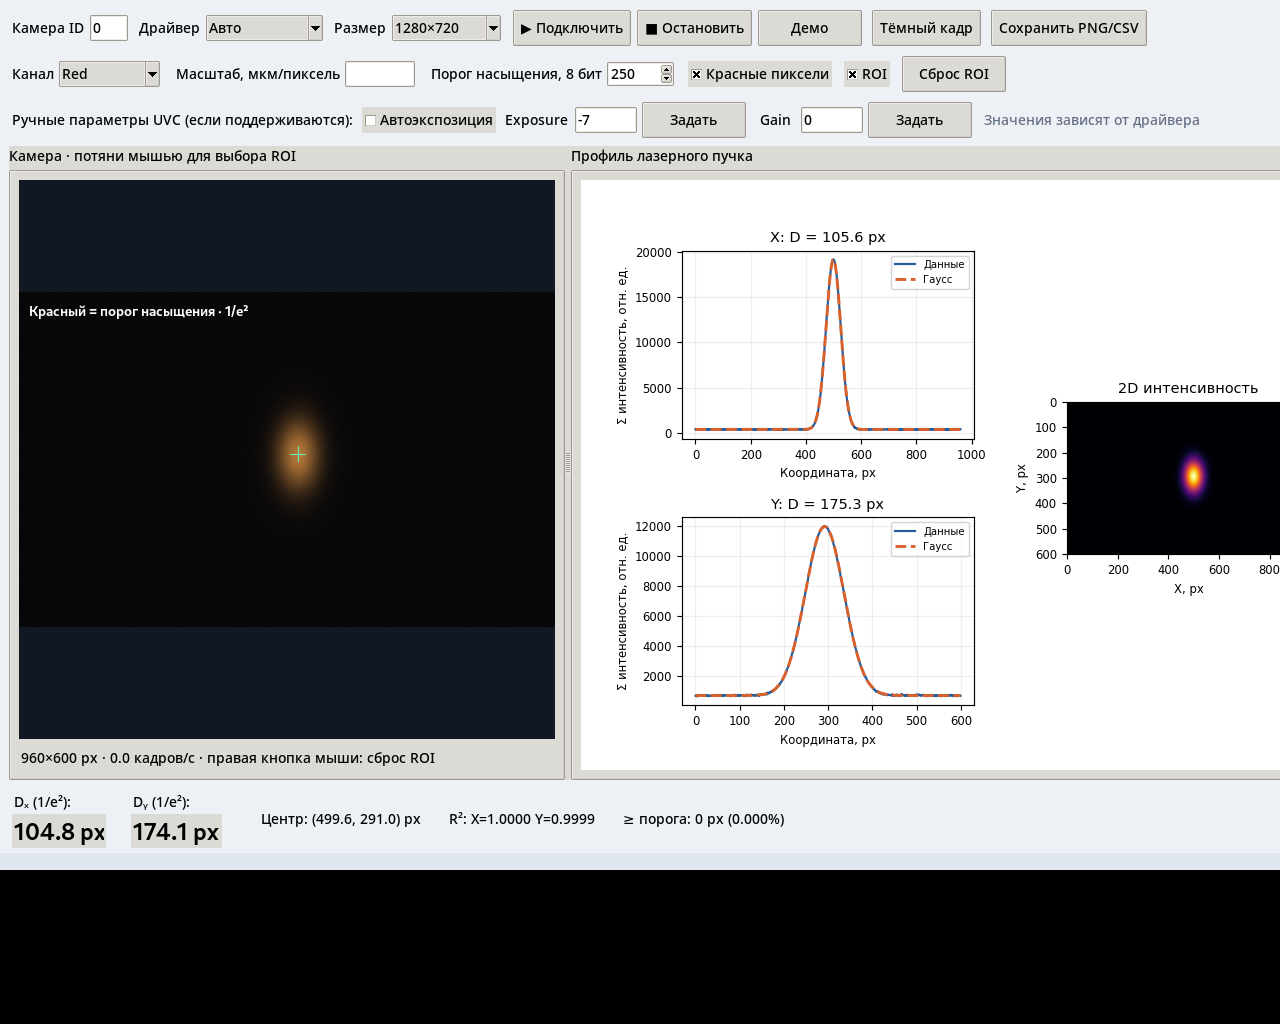 Камера ID 0 Драйвер Авто Размер 1280×720 ▶ Подключить ■ Остановить Демо Тёмный кадр Сохранить PNG/CSV
Канал Red Масштаб, мкм/пиксель Порог насыщения, 8 бит 250 Красные пиксели ROI Сброс ROI
Ручные параметры UVC (если поддерживаются): Автоэкспозиция Exposure -7 Задать Gain 0 Задать Значения зависят от драйвера
Камера · потяни мышью для выбора ROI
Красный = порог насыщения · 1/e²
960×600 px · 0.0 кадров/с · правая кнопка мыши: сброс ROI
Профиль лазерного пучка
X: D = 105.6 px
Σ интенсивность, отн. ед.
20000
15000
10000
5000
0
Данные
Гаусс
0 200 400 600 800 1000
Координата, px
Y: D = 175.3 px
Σ интенсивность, отн. ед.
12000
10000
8000
6000
4000
2000
Данные
Гаусс
0 100 200 300 400 500 600
Координата, px
2D интенсивность
Y, px
0
100
200
300
400
500
600
0 200 400 600 800
X, px
Dₓ (1/e²):
104.8 px
Dᵧ (1/e²):
174.1 px
Центр: (499.6, 291.0) px R²: X=1.0000 Y=0.9999 ≥ порога: 0 px (0.000%)